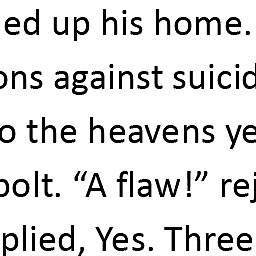 ed up his home.
ons against suicid
o the heavens ye
bolt. “A flaw!” rej
plied, Yes. Three